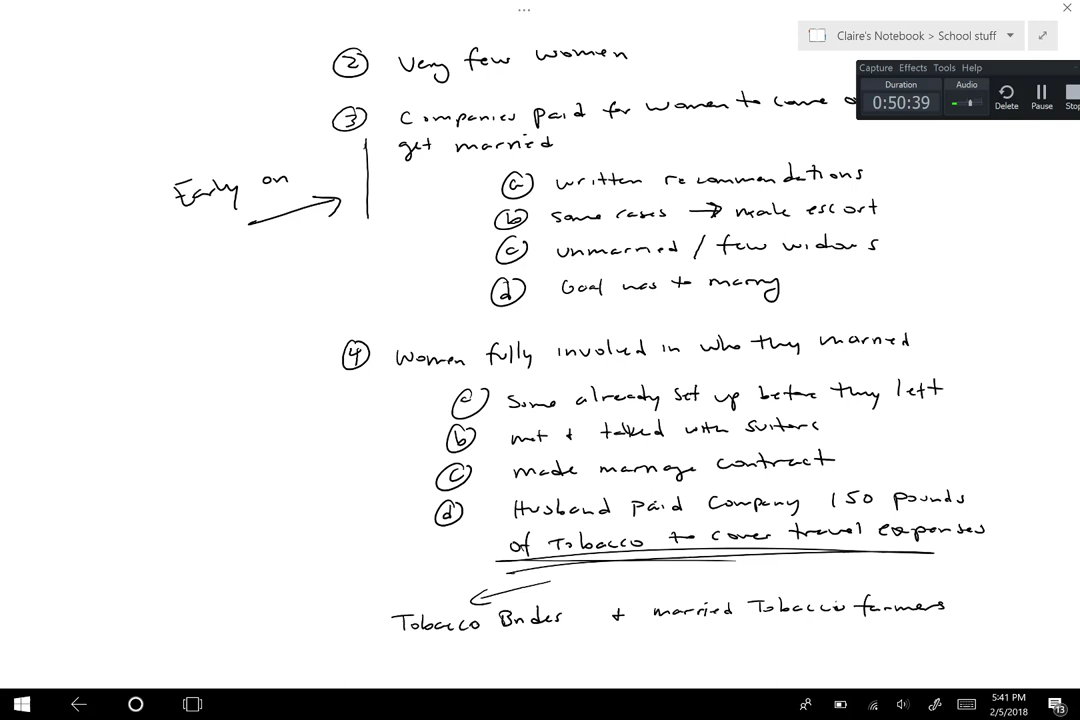 ...
Claire's Notebook > School stuff
Capture Effects Tools Help
Duration
Audio
0:50:39
Delete
Pause
Stop
② Very few women
③ Companies paid for women to come
get married
Early on
ⓐ written recommendations
ⓑ some cases → male escort
ⓒ unmarried / few widows
ⓓ Goal was to marry
④ Women fully involved in who they married
ⓐ Some already set up before they left
ⓑ met + talked with suitors
ⓒ made marriage contract
ⓓ Husband paid company 150 pounds
of Tobacco to cover travel expenses
Tobacco Brides + married Tobacco farmers
5:41 PM
2/5/2018
13